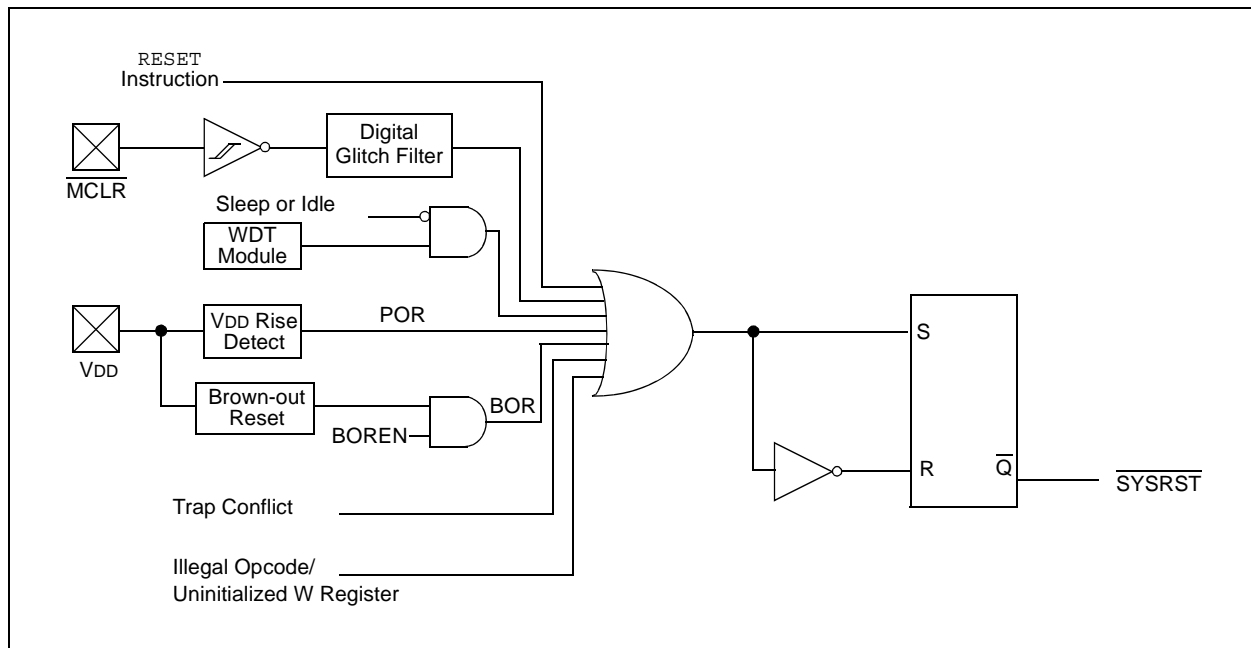 RESET
Instruction
Digital
Glitch Filter
MCLR
Sleep or Idle
WDT
Module
VDD Rise
Detect
POR
VDD
Brown-out
Reset
BOR
BOREN
S
R
Q
SYSRST
Trap Conflict
Illegal Opcode/
Uninitialized W Register